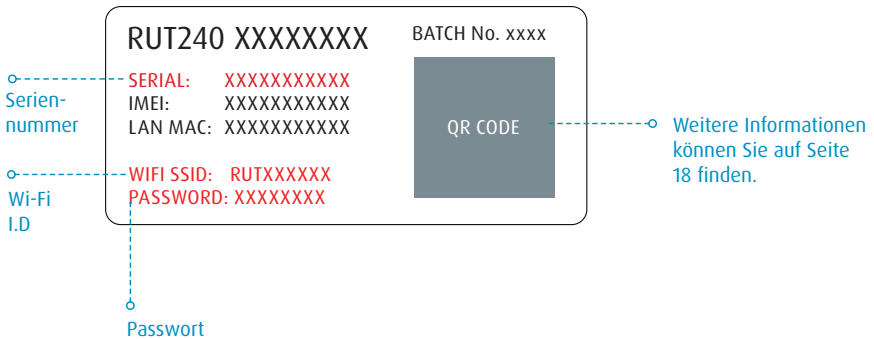 RUT240 XXXXXXXX
BATCH No. xxxx
SERIAL: XXXXXXXXXXX
IMEI: XXXXXXXXXXX
LAN MAC: XXXXXXXXXXX
WIFI SSID: RUTXXXXXX
PASSWORD: XXXXXXXX
QR CODE
Serien-
nummer
Wi-Fi
I.D
Passwort
Weitere Informationen
können Sie auf Seite
18 finden.